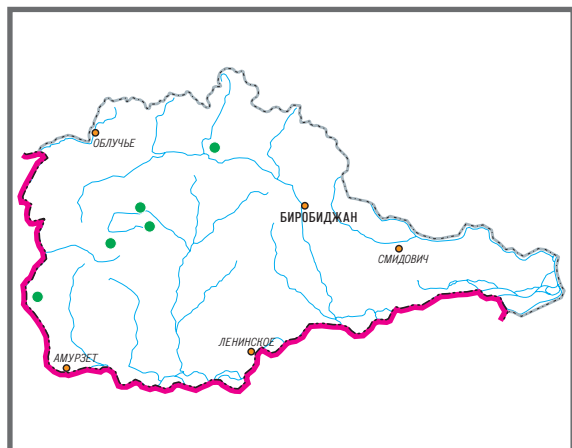 ОБЛУЧЬЕ
БИРОБИДЖАН
СМИДОВИЧ
ЛЕНИНСКОЕ
АМУРЗЕТ